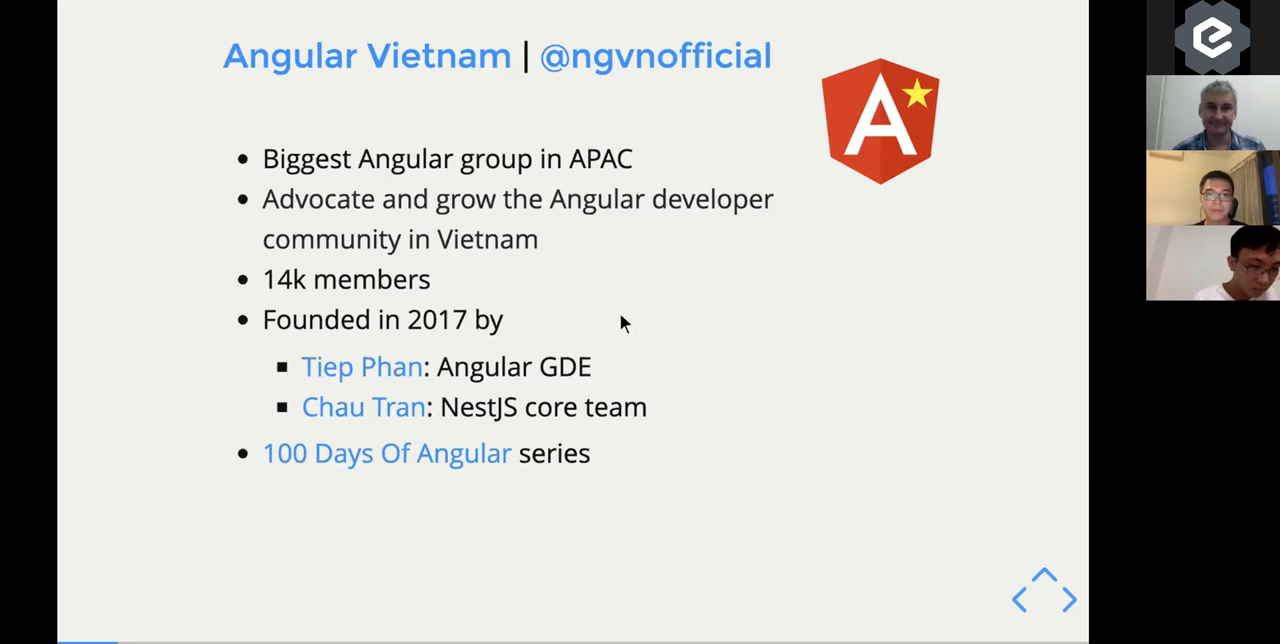 Angular Vietnam | @ngvnofficial
A
Biggest Angular group in APAC
Advocate and grow the Angular developer
community in Vietnam
14k members
Founded in 2017 by
Tiep Phan: Angular GDE
Chau Tran: NestJS core team
100 Days Of Angular series